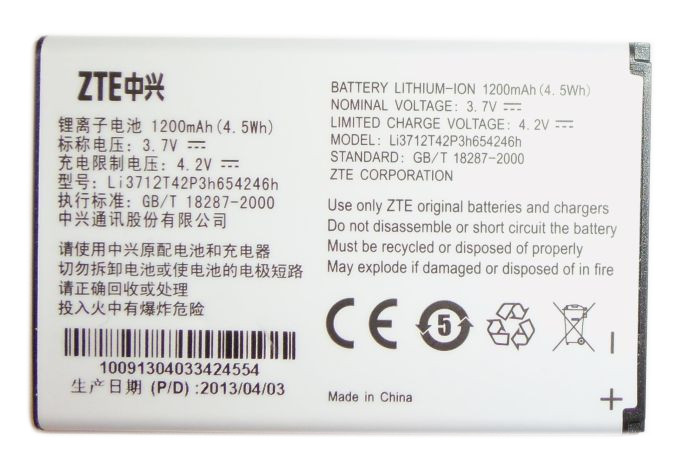 ZTE中兴
锂离子电池 1200mAh(4.5Wh)
标称电压: 3.7V
充电限制电压: 4.2V
型号: Li3712T42P3h654246h
执行标准: GB/T 18287-2000
中兴通讯股份有限公司
请使用中兴原配电池和充电器
切勿拆卸电池或使电池的电极短路
请正确回收或处理
投入火中有爆炸危险
10091304033424554
生产日期 (P/D): 2013/04/03
BATTERY LITHIUM-ION 1200mAh(4.5Wh)
NOMINAL VOLTAGE: 3.7V
LIMITED CHARGE VOLTAGE: 4.2V
MODEL: Li3712T42P3h654246h
STANDARD: GB/T 18287-2000
ZTE CORPORATION
Use only ZTE original batteries and chargers
Do not disassemble or short circuit the battery
Must be recycled or disposed of properly
May explode if damaged or disposed of in fire
CE 5
Made in China